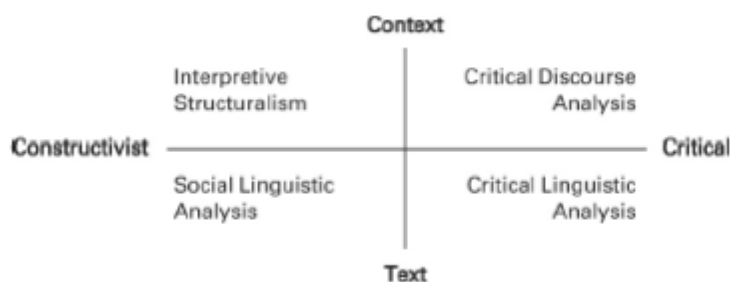 Context
Interpretive
Structuralism
Critical Discourse
Analysis
Constructivist
Critical
Social Linguistic
Analysis
Critical Linguistic
Analysis
Text